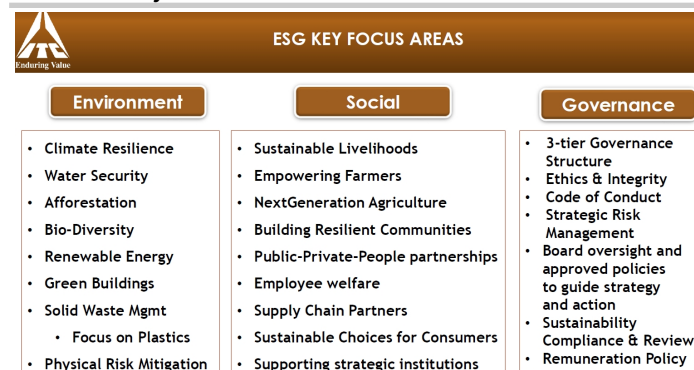 ITC
Enduring Value
ESG KEY FOCUS AREAS
Environment
• Climate Resilience
• Water Security
• Afforestation
• Bio-Diversity
• Renewable Energy
• Green Buildings
• Solid Waste Mgmt
• Focus on Plastics
• Physical Risk Mitigation
Social
• Sustainable Livelihoods
• Empowering Farmers
• NextGeneration Agriculture
• Building Resilient Communities
• Public-Private-People partnerships
• Employee welfare
• Supply Chain Partners
• Sustainable Choices for Consumers
• Supporting strategic institutions
Governance
• 3-tier Governance
Structure
• Ethics & Integrity
• Code of Conduct
• Strategic Risk
Management
• Board oversight and
approved policies
to guide strategy
and action
• Sustainability
Compliance & Review
• Remuneration Policy